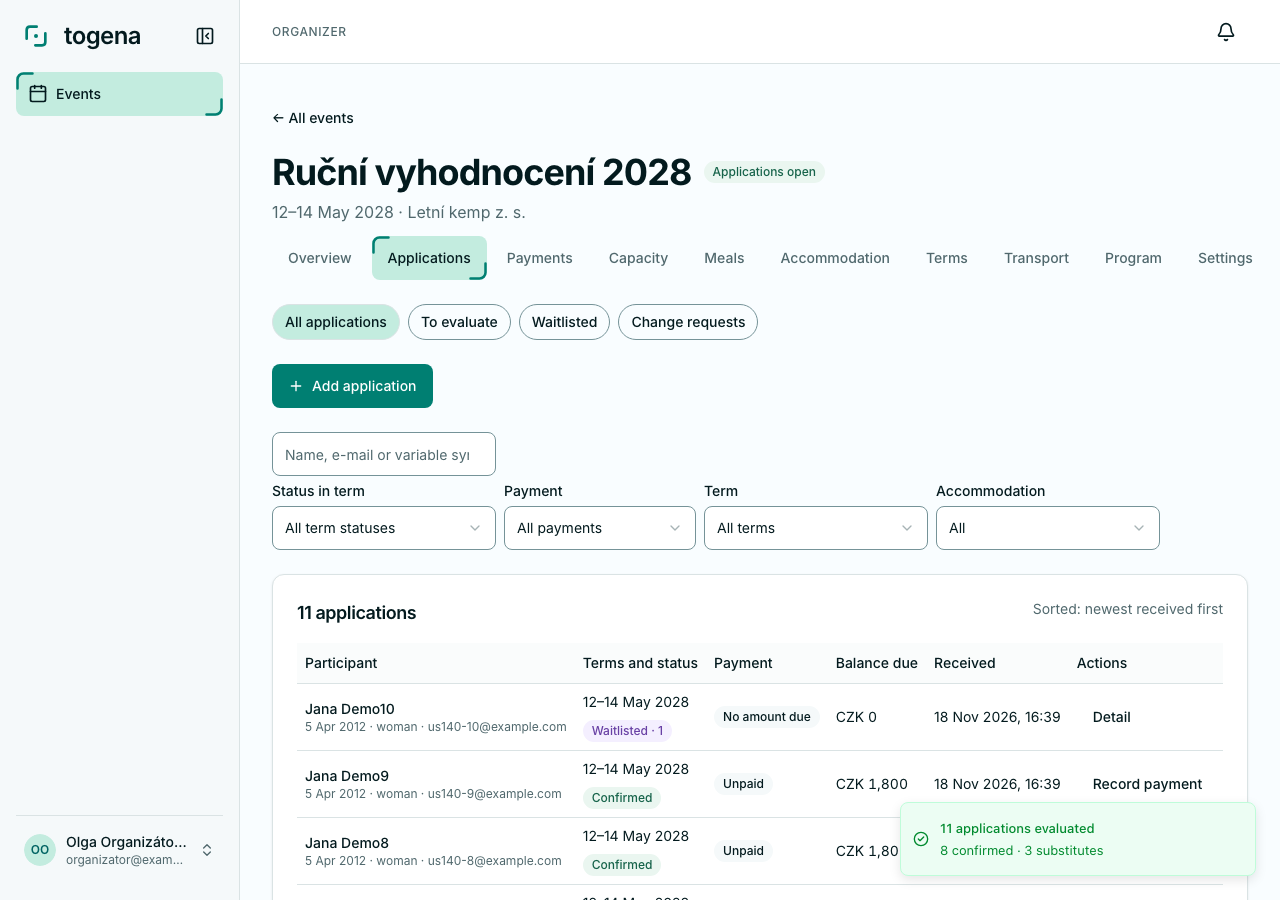 togena
ORGANIZER
Events
← All events
Ruční vyhodnocení 2028
Applications open
12–14 May 2028 · Letní kemp z. s.
Overview
Applications
Payments
Capacity
Meals
Accommodation
Terms
Transport
Program
Settings
All applications
To evaluate
Waitlisted
Change requests
+ Add application
Name, e-mail or variable
Status in term
Payment
Term
Accommodation
All term statuses
All payments
All terms
All
11 applications
Sorted: newest received first
Participant
Terms and status
Payment
Balance due
Received
Actions
Jana Demo10
5 Apr 2012 · woman · us140-10@example.com
12–14 May 2028
Waitlisted · 1
No amount due
CZK 0
18 Nov 2026, 16:39
Detail
Jana Demo9
5 Apr 2012 · woman · us140-9@example.com
12–14 May 2028
Confirmed
Unpaid
CZK 1,800
18 Nov 2026, 16:39
Record payment
Jana Demo8
5 Apr 2012 · woman · us140-8@example.com
12–14 May 2028
Confirmed
Unpaid
CZK 1,80
11 applications evaluated
8 confirmed · 3 substitutes
OO
Olga Organizáto...
organizator@exam...